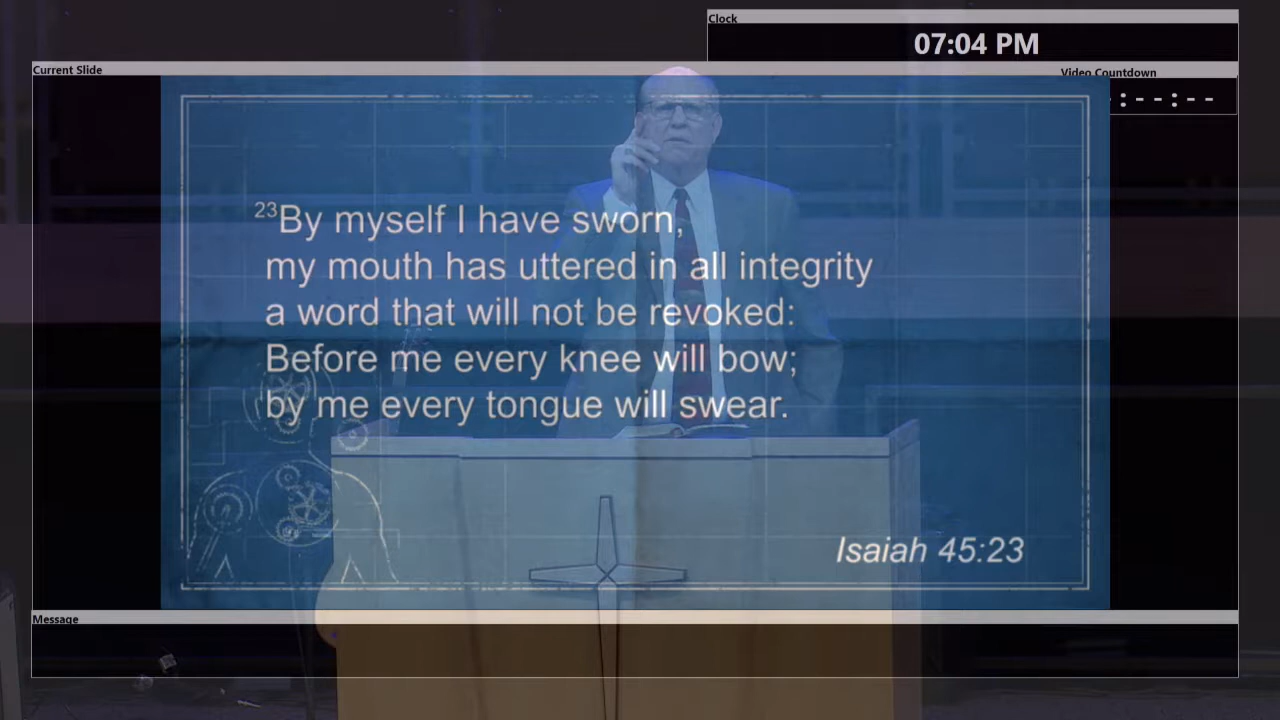 Clock
07:04 PM
Current Slide
Video Countdown
:--:--
23By myself I have sworn,
my mouth has uttered in all integrity
a word that will not be revoked:
Before me every knee will bow;
by me every tongue will swear.
Isaiah 45:23
Message